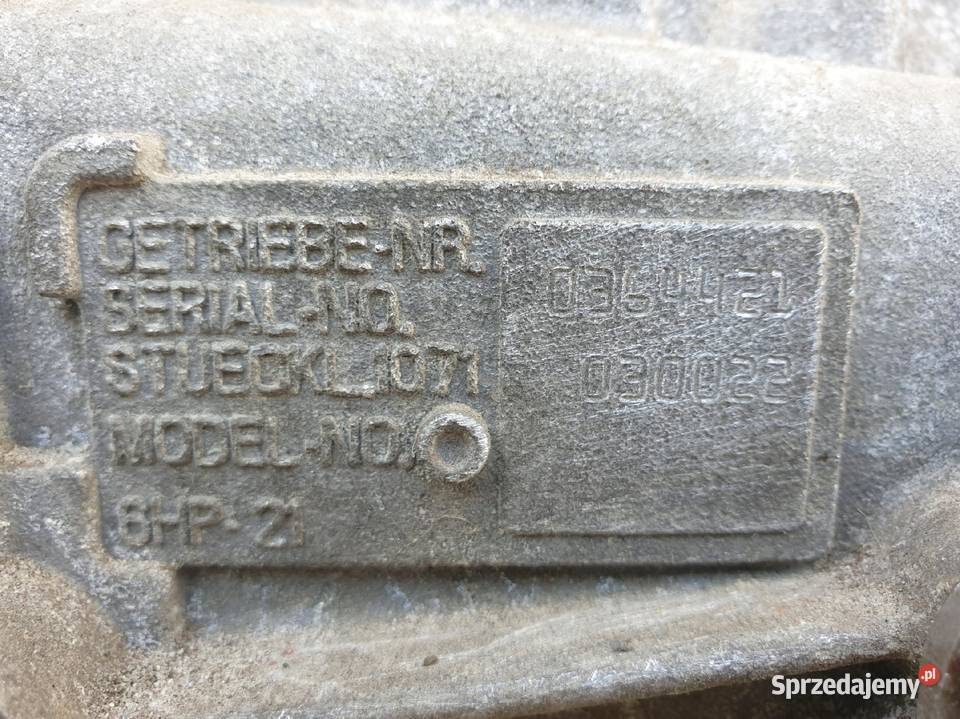 GETRIEBE-NR.
SERIAL-NO. 0364421
STUECKL.1071 030022
MODEL-NO.
6HP-21
Sprzedajemy.pl